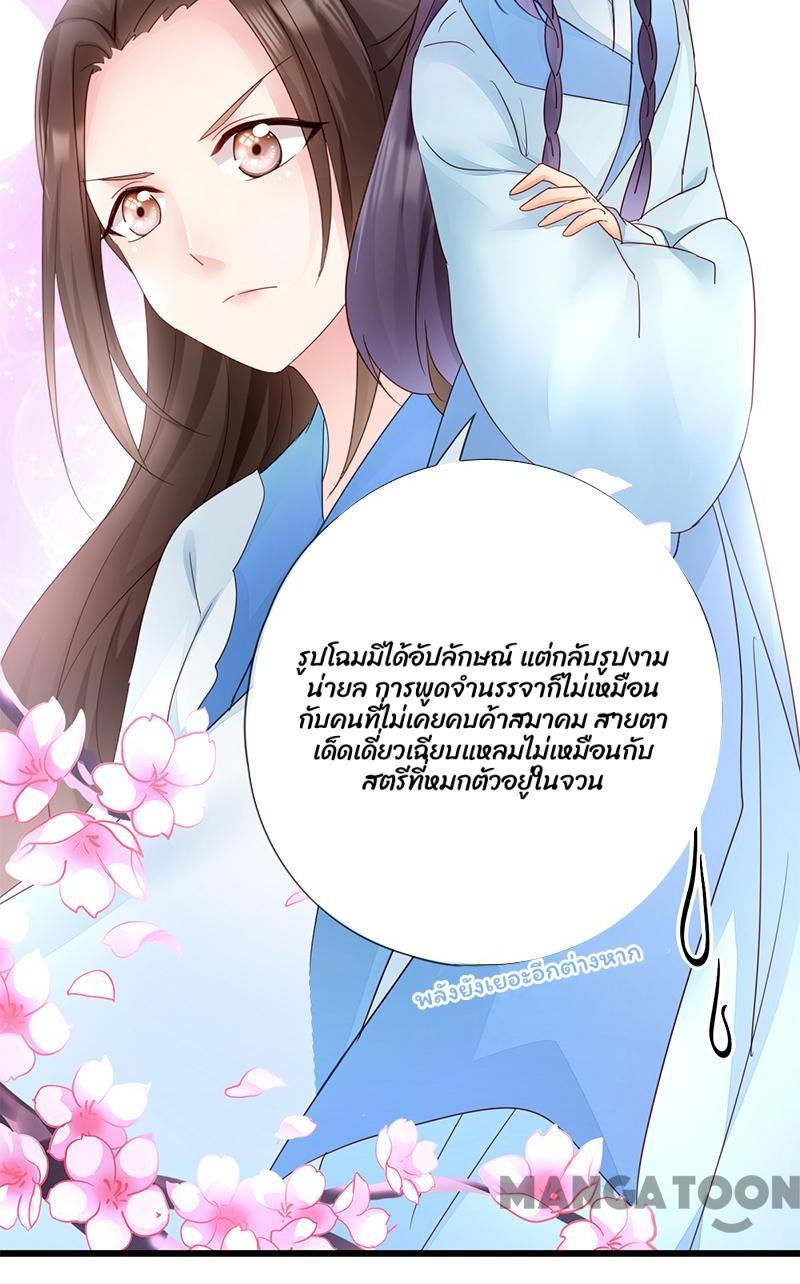 รูปโฉมมิได้อัปลักษณ์ แต่กลับรูปงาม
น่ายล การพูดจำนรรจาก็ไม่เหมือน
กับคนที่ไม่เคยคบค้าสมาคม สายตา
เด็ดเดี่ยวเฉียบแหลมไม่เหมือนกับ
สตรีที่หมกตัวอยู่ในจวน
พลังยังเยอะอีกต่างหาก
MANGATOON